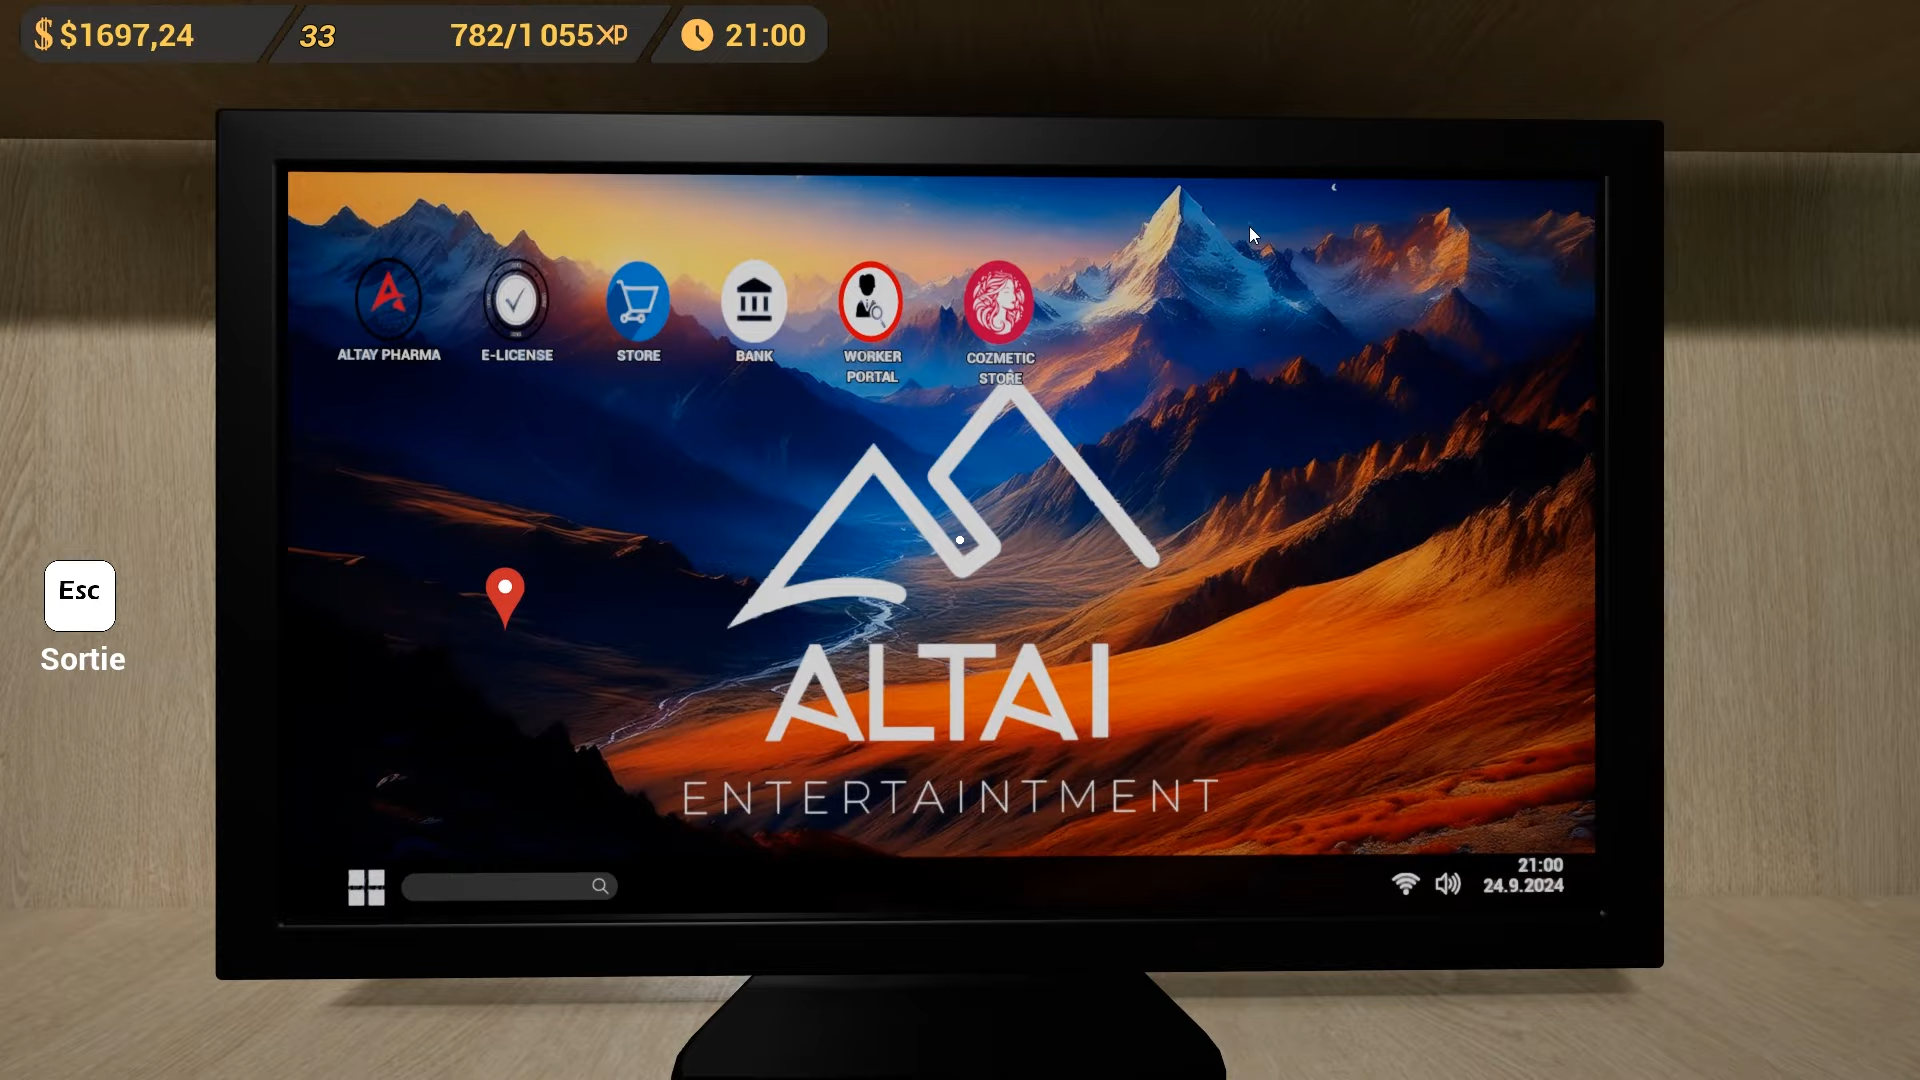 $1697,24
33
782/1 055XP
21:00
ALTAY PHARMA
E-LICENSE
STORE
BANK
WORKER
PORTAL
COZMETIC
STORE
Esc
Sortie
ALTAI
ENTERTAINTMENT
21:00
24.9.2024